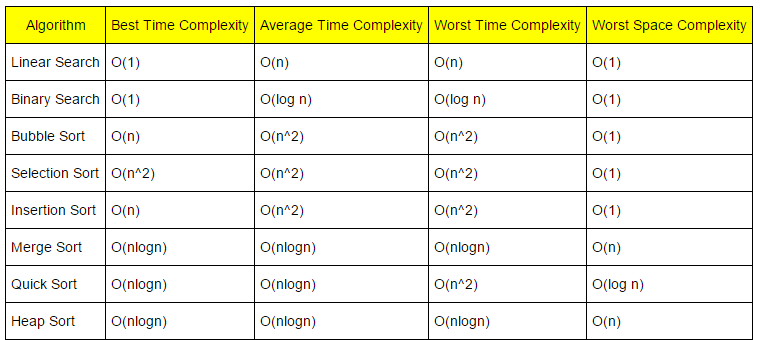 Algorithm Best Time Complexity Average Time Complexity Worst Time Complexity Worst Space Complexity
Linear Search O(1) O(n) O(n) O(1)
Binary Search O(1) O(log n) O(log n) O(1)
Bubble Sort O(n) O(n^2) O(n^2) O(1)
Selection Sort O(n^2) O(n^2) O(n^2) O(1)
Insertion Sort O(n) O(n^2) O(n^2) O(1)
Merge Sort O(nlogn) O(nlogn) O(nlogn) O(n)
Quick Sort O(nlogn) O(nlogn) O(n^2) O(log n)
Heap Sort O(nlogn) O(nlogn) O(nlogn) O(n)